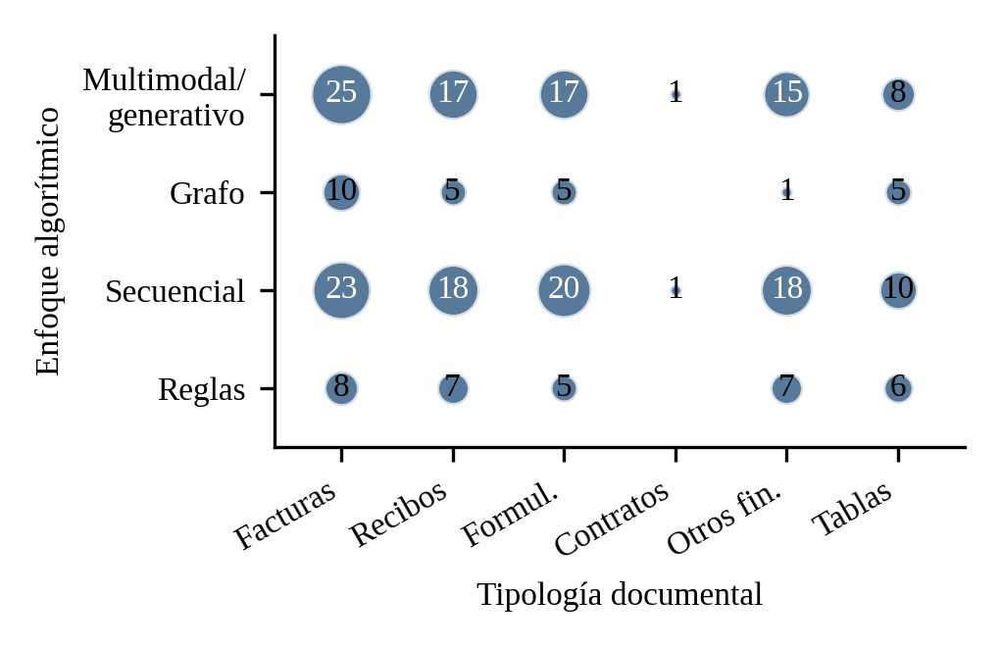 Multimodal/
generativo
25 17 17 1 15 8
Grafo
10 5 5 1 5
Secuencial
23 18 20 1 18 10
Reglas
8 7 5 7 6
Enfoque algorítmico
Facturas Recibos Formul. Contratos Otros fin. Tablas
Tipología documental